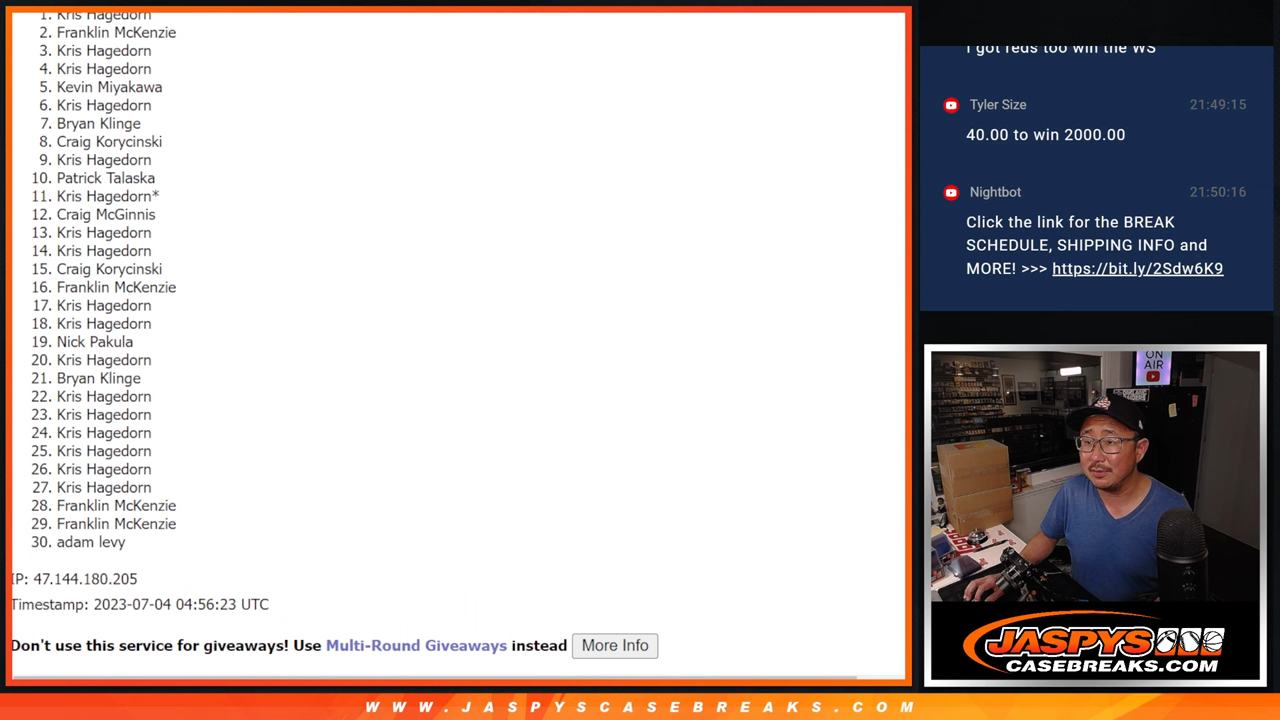 1. Kris Hagedorn
2. Franklin McKenzie
3. Kris Hagedorn
4. Kris Hagedorn
5. Kevin Miyakawa
6. Kris Hagedorn
7. Bryan Klinge
8. Craig Korycinski
9. Kris Hagedorn
10. Patrick Talaska
11. Kris Hagedorn*
12. Craig McGinnis
13. Kris Hagedorn
14. Kris Hagedorn
15. Craig Korycinski
16. Franklin McKenzie
17. Kris Hagedorn
18. Kris Hagedorn
19. Nick Pakula
20. Kris Hagedorn
21. Bryan Klinge
22. Kris Hagedorn
23. Kris Hagedorn
24. Kris Hagedorn
25. Kris Hagedorn
26. Kris Hagedorn
27. Kris Hagedorn
28. Franklin McKenzie
29. Franklin McKenzie
30. adam levy
IP: 47.144.180.205
Timestamp: 2023-07-04 04:56:23 UTC
Don't use this service for giveaways! Use Multi-Round Giveaways instead More Info
I got reds too win the WS
Tyler Size 21:49:15
40.00 to win 2000.00
Nightbot 21:50:16
Click the link for the BREAK
SCHEDULE, SHIPPING INFO and
MORE! >>> https://bit.ly/2Sdw6K9
ON
AIR
JASPYS
CASEBREAKS.COM
WWW.JASPYSCASEBREAKS.COM